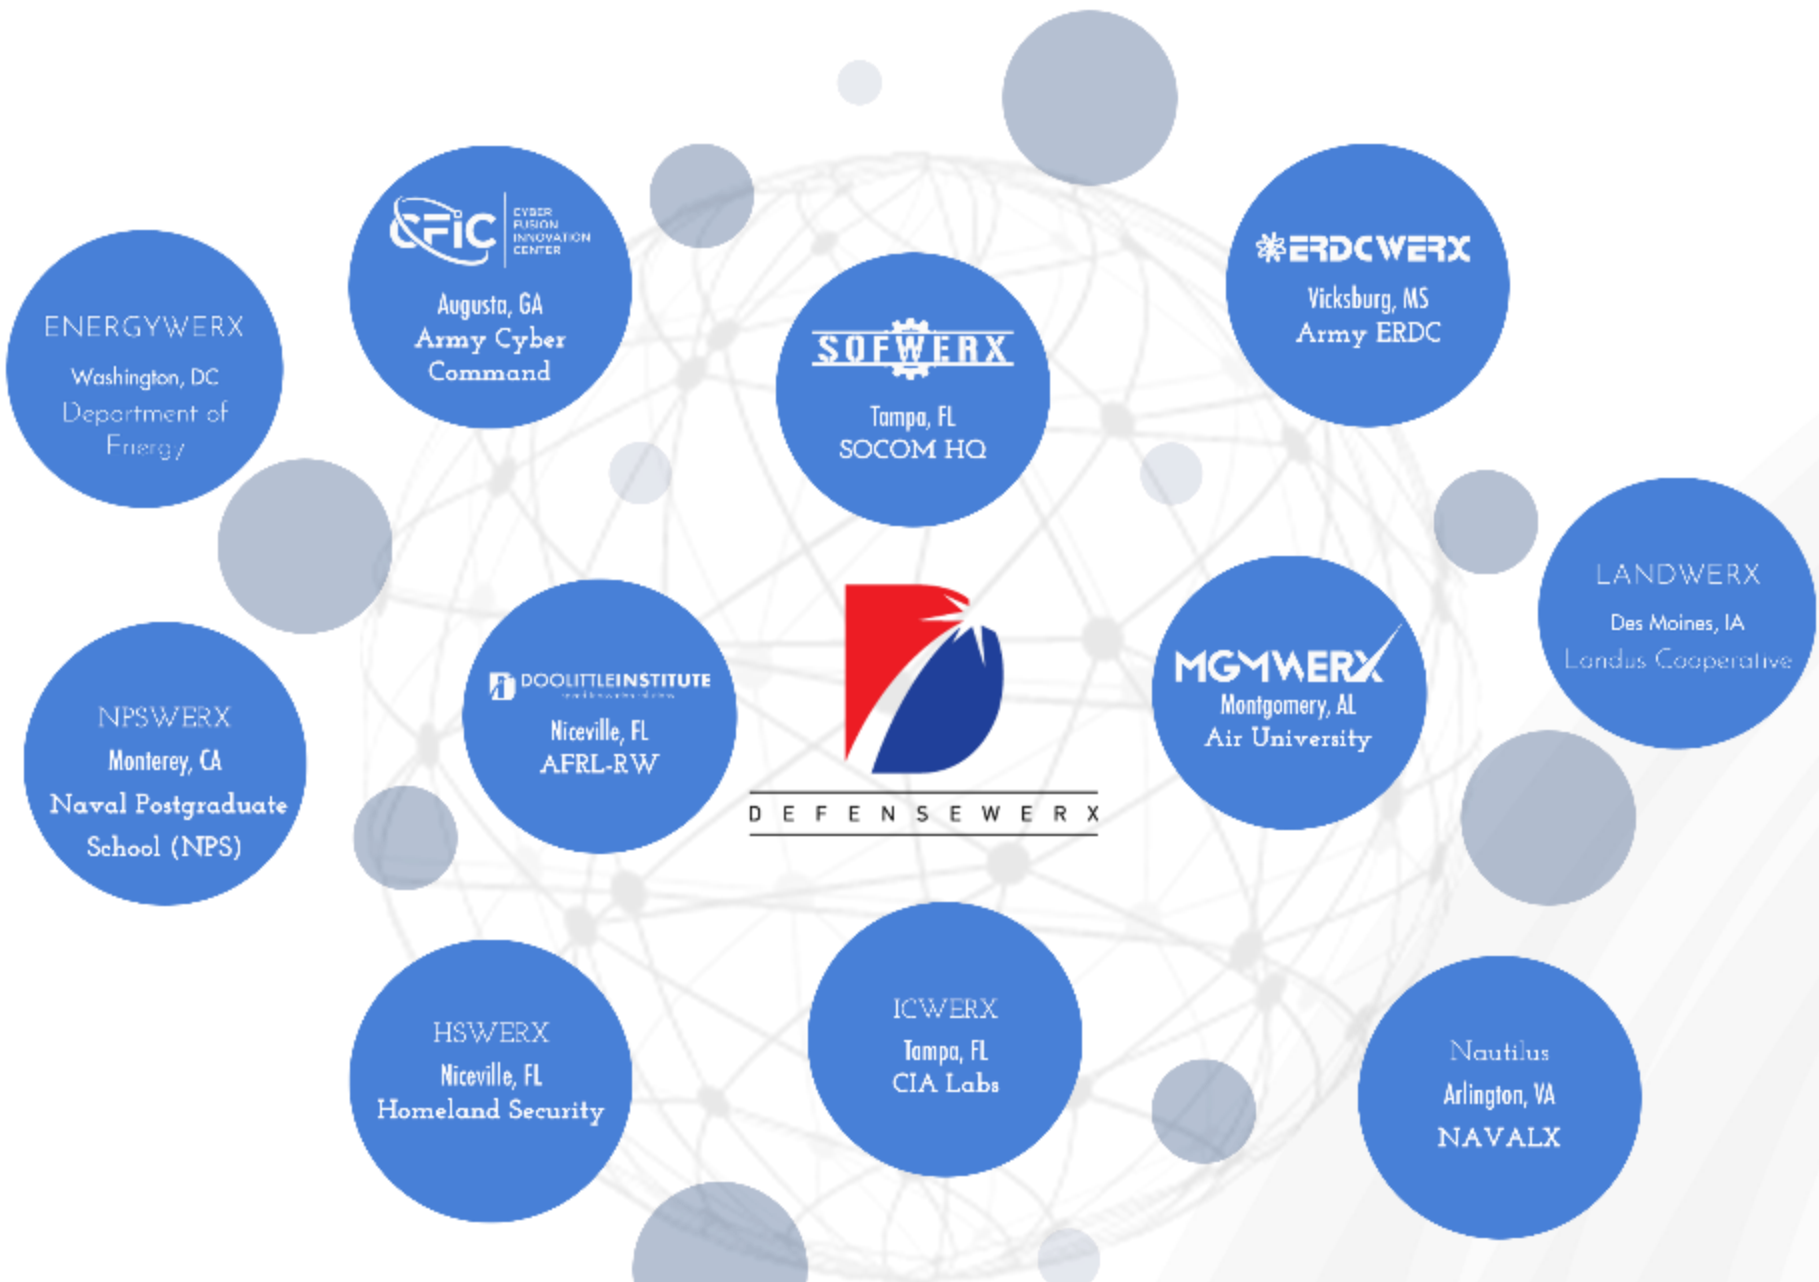 CFiC
CYBER
FUSION
INNOVATION
CENTER
Augusta, GA
Army Cyber
Command
ERDCWERX
Vicksburg, MS
Army ERDC
ENERGYWERX
Washington, DC
Department of
Energy
SOFWERX
Tampa, FL
SOCOM HQ
LANDWERX
Des Moines, IA
Landus Cooperative
DOOLITTLEINSTITUTE
Niceville, FL
AFRL-RW
MGMWERX
Montgomery, AL
Air University
NPSWERX
Monterey, CA
Naval Postgraduate
School (NPS)
DEFENSEWERX
HSWERX
Niceville, FL
Homeland Security
ICWERX
Tampa, FL
CIA Labs
Nautilus
Arlington, VA
NAVALX